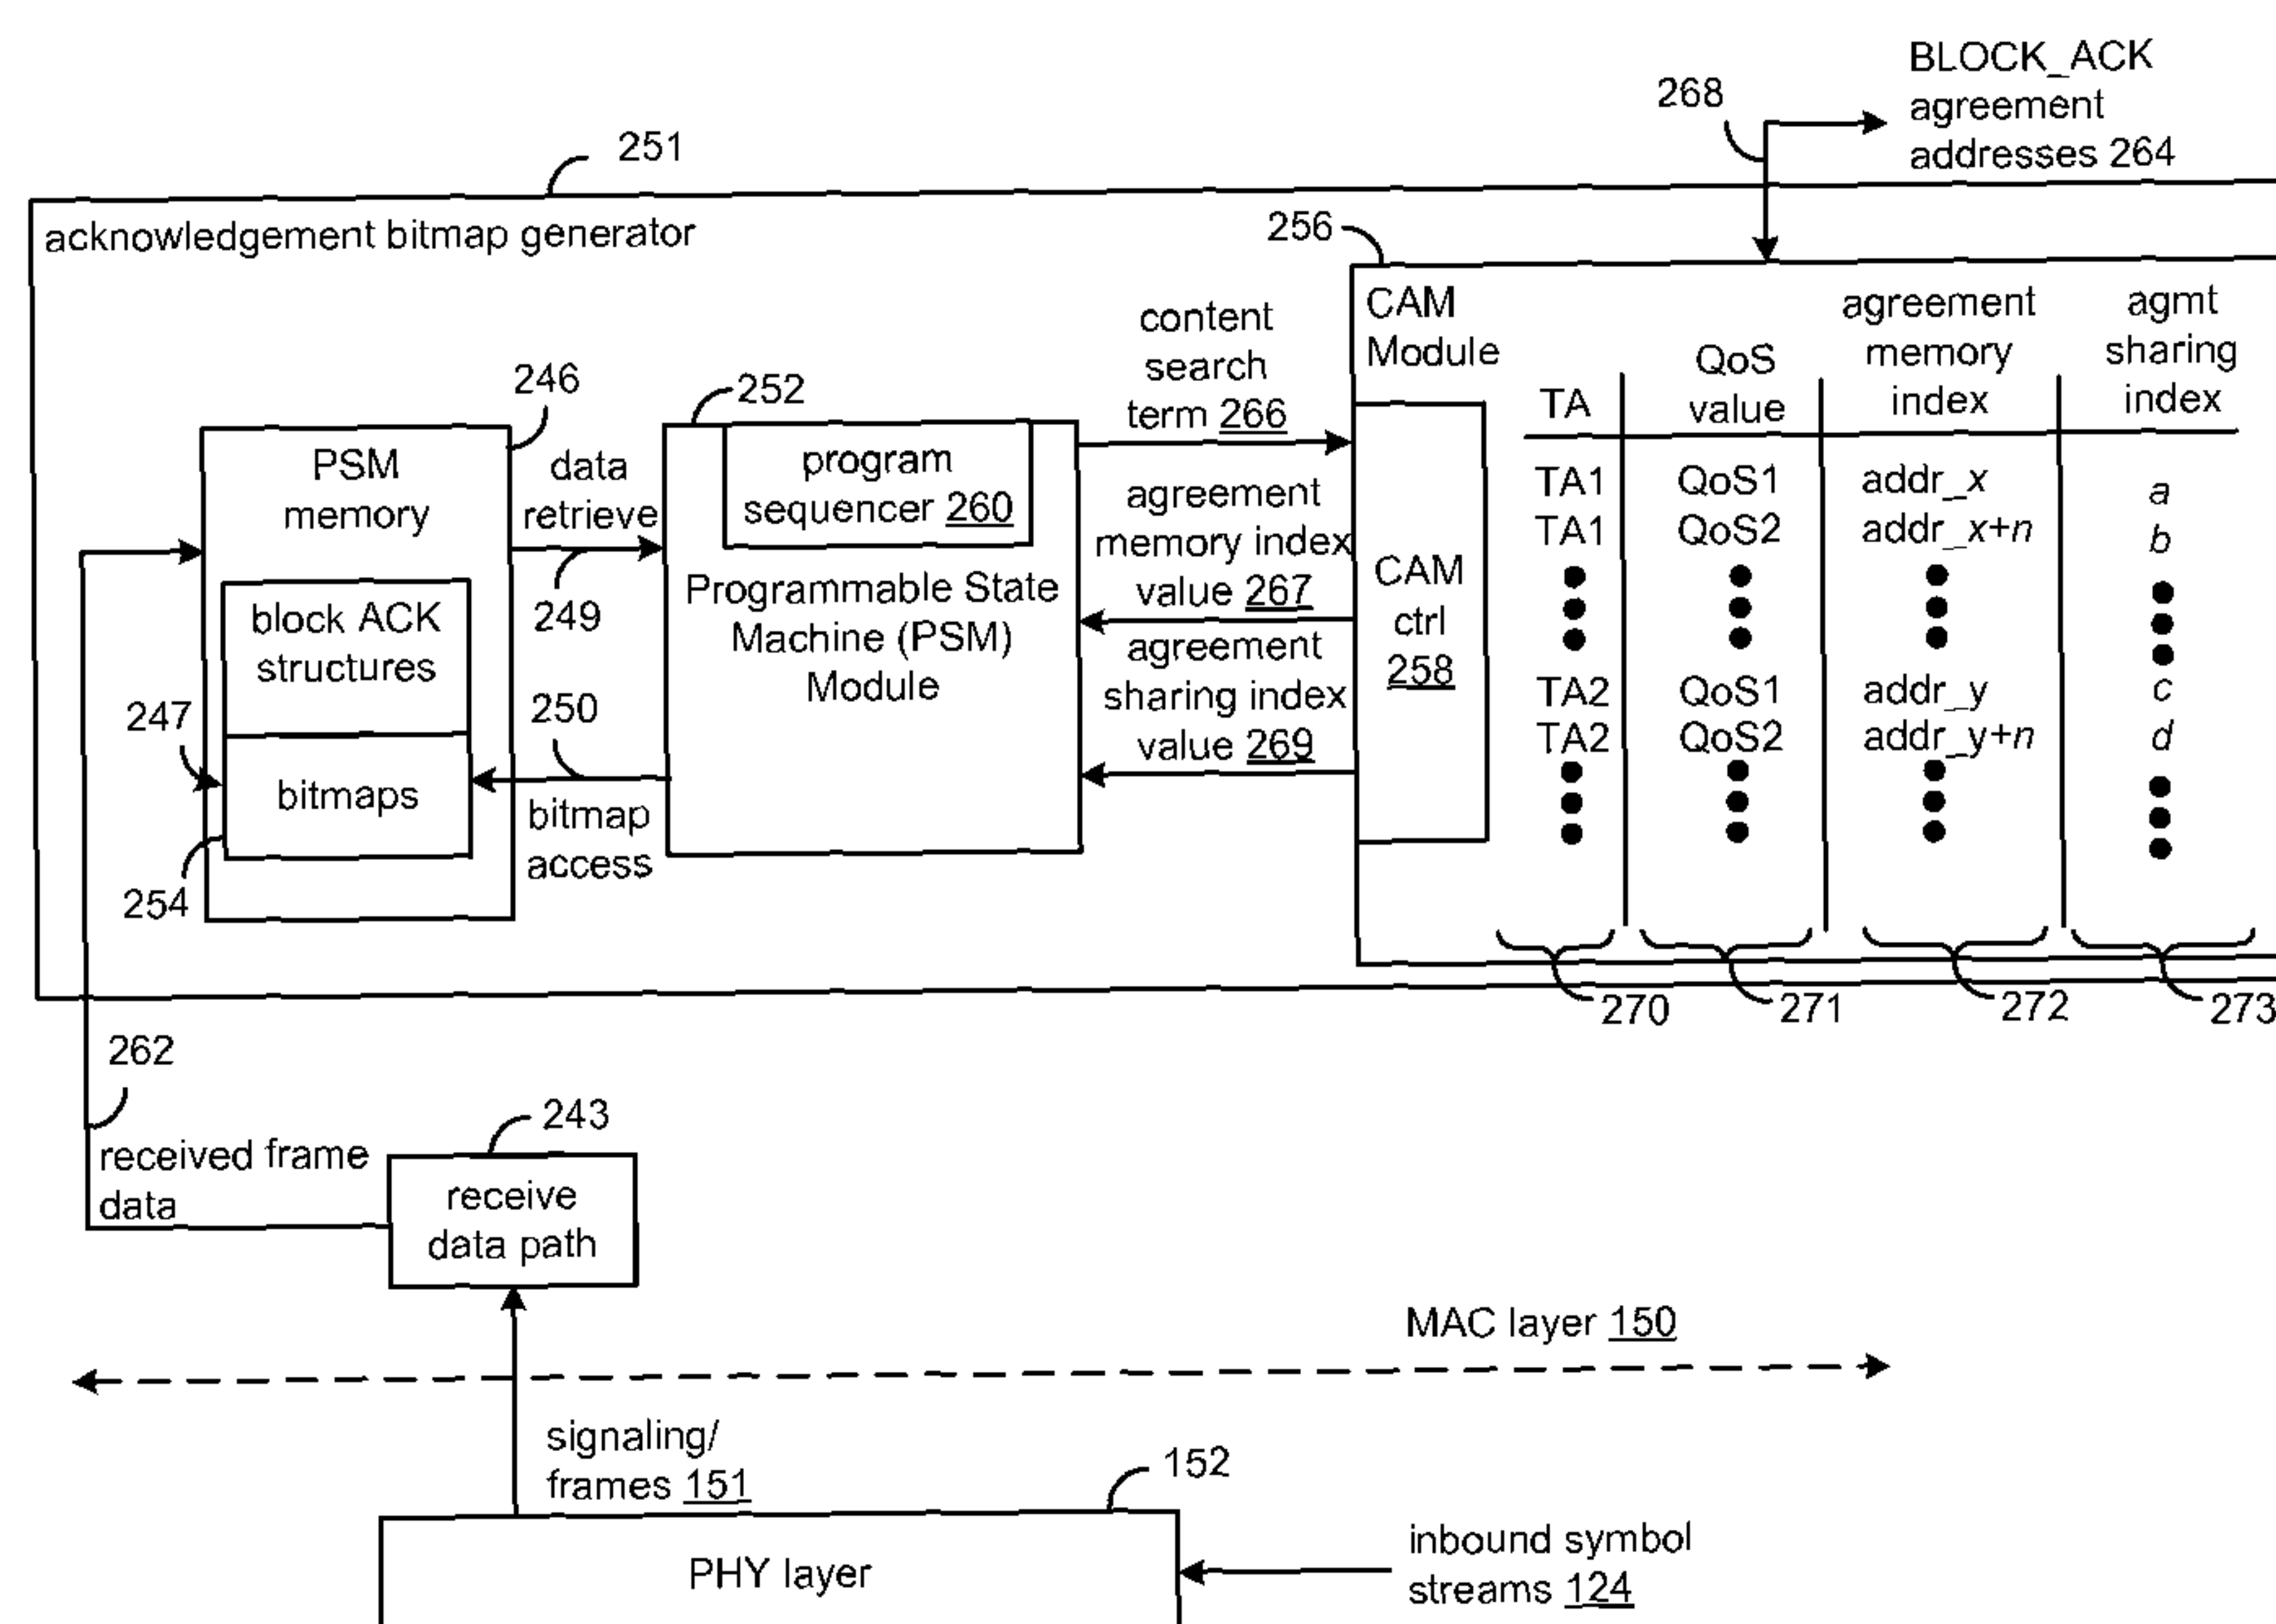 BLOCK_ACK
agreement
addresses 264
268
251
acknowledgement bitmap generator
256
CAM
Module
TA
QoS
value
agreement
memory
index
agmt
sharing
index
TA1 QoS1 addr_x a
TA1 QoS2 addr_x+n b
TA2 QoS1 addr_y c
TA2 QoS2 addr_y+n d
270
271
272
273
CAM
ctrl
258
content
search
term 266
agreement
memory index
value 267
agreement
sharing index
value 269
252
program
sequencer 260
Programmable State
Machine (PSM)
Module
246
PSM
memory
data
retrieve
249
block ACK
structures
247
bitmaps
254
250
bitmap
access
262
received frame
data
243
receive
data path
MAC layer 150
signaling/
frames 151
152
PHY layer
inbound symbol
streams 124